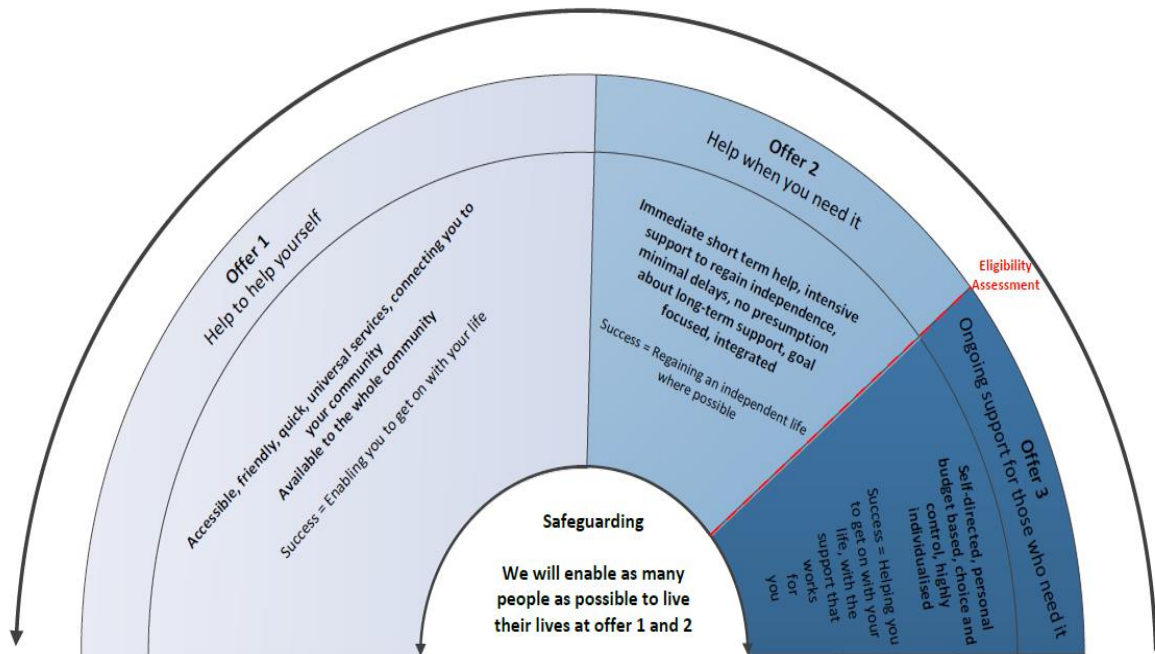 Offer 1
Help to help yourself
Accessible, friendly, quick, universal services, connecting you to
your community
Available to the whole community
Success = Enabling you to get on with your life
Offer 2
Help when you need it
Immediate short term help, intensive
support to regain independence,
minimal delays, no presumption
about long-term support, goal
focused, integrated
Success = Regaining an independent life
where possible
Eligibility
Assessment
Offer 3
Ongoing support for those who need it
Self-directed, personal
budget based, choice and
control, highly
individualised
Success = Helping you
to get on with your
life, with the
support that
works
for
you
Safeguarding
We will enable as many
people as possible to live
their lives at offer 1 and 2